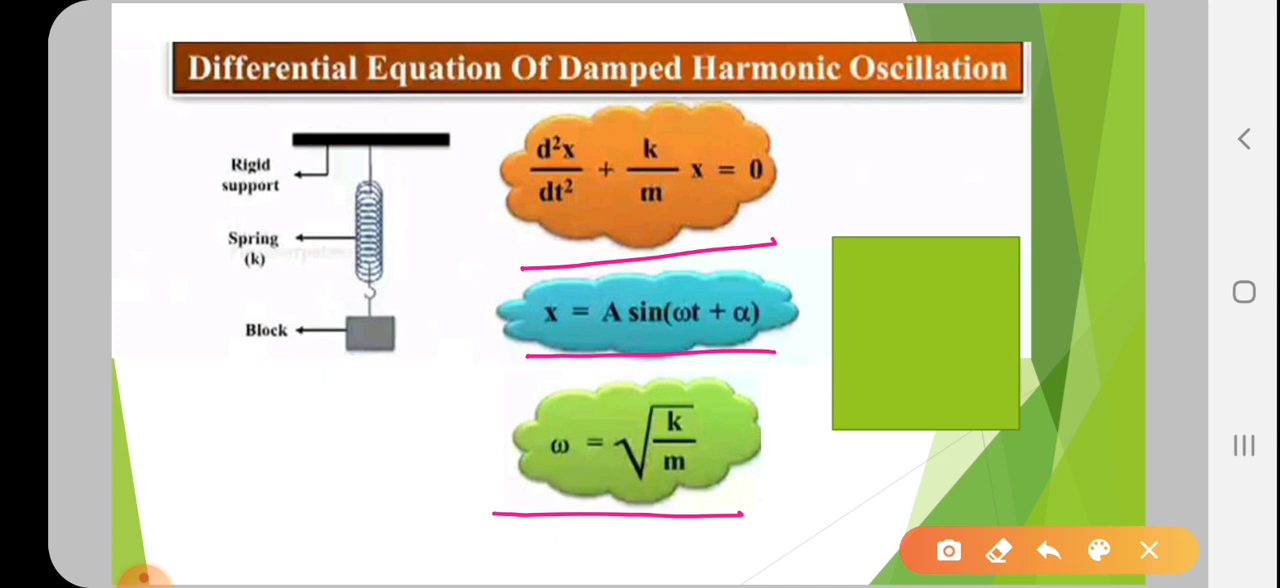 Differential Equation Of Damped Harmonic Oscillation
Rigid
support
Spring
(k)
Block
d²x/dt² + k/m x = 0
x = A sin(ωt + α)
ω = √(k/m)